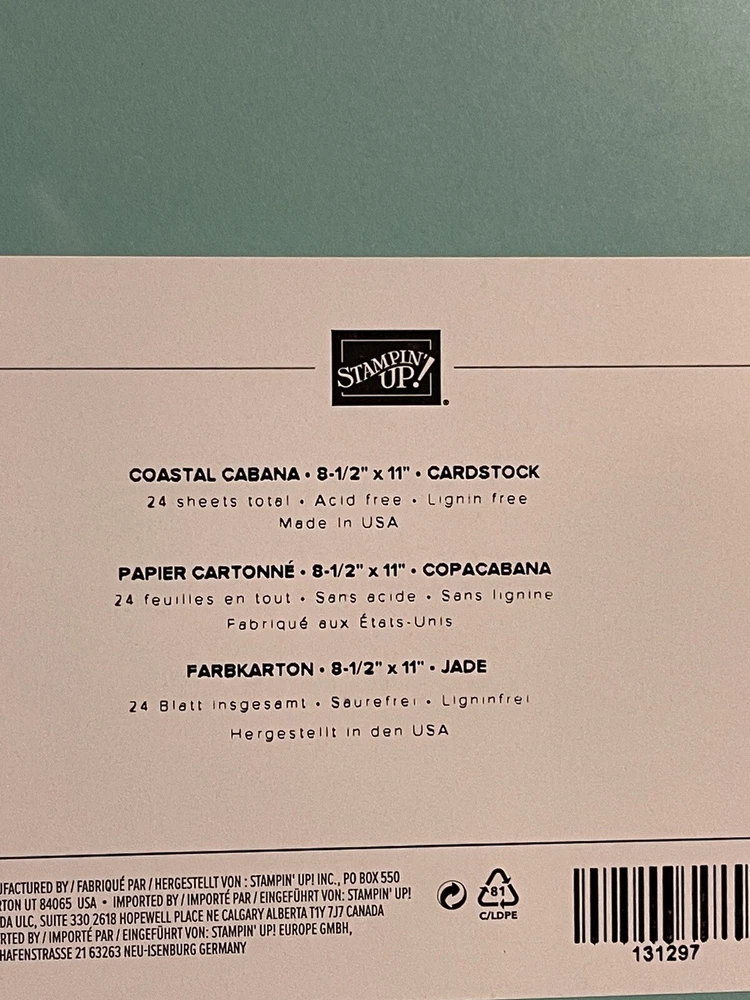 STAMPIN' UP!
COASTAL CABANA • 8-1/2" x 11" • CARDSTOCK
24 sheets total • Acid free • Lignin free
Made in USA
PAPIER CARTONNÉ • 8-1/2" x 11" • COPACABANA
24 feuilles en tout • Sans acide • Sans lignine
Fabriqué aux États-Unis
FARBKARTON • 8-1/2" x 11" • JADE
24 Blatt insgesamt • Saurefrei • Ligninfrei
Hergestellt in den USA
UFACTURED BY / FABRIQUÉ PAR / HERGESTELLT VON : STAMPIN' UP! INC., PO BOX 550
RTON UT 84065 USA • IMPORTED BY / IMPORTÉ PAR / EINGEFÜHRT VON: STAMPIN' UP!
DA ULC, SUITE 330 2618 HOPEWELL PLACE NE CALGARY ALBERTA T1Y 7J7 CANADA
RTED BY / IMPORTÉ PAR / EINGEFÜHRT VON: STAMPIN' UP! EUROPE GMBH,
HAFENSTRASSE 21 63263 NEU-ISENBURG GERMANY
81
C/LDPE
131297